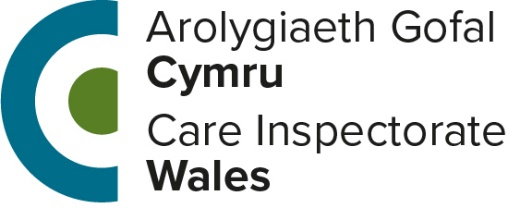 Arolygiaeth Gofal
Cymru
Care Inspectorate
Wales